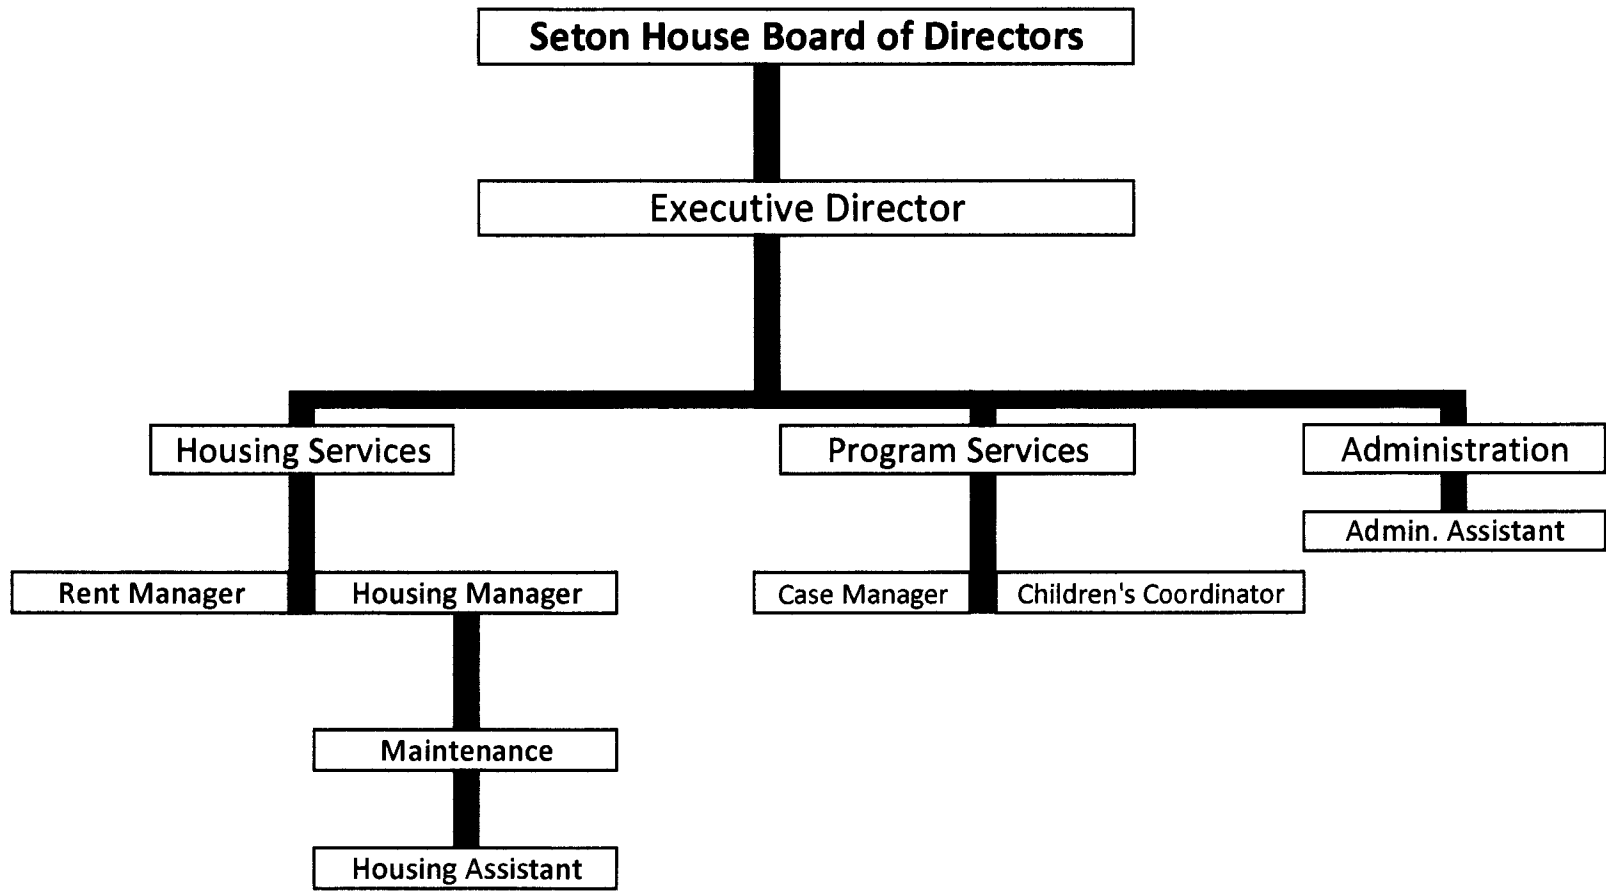 Seton House Board of Directors
Executive Director
Housing Services
Program Services
Administration
Admin. Assistant
Rent Manager
Housing Manager
Case Manager
Children's Coordinator
Maintenance
Housing Assistant